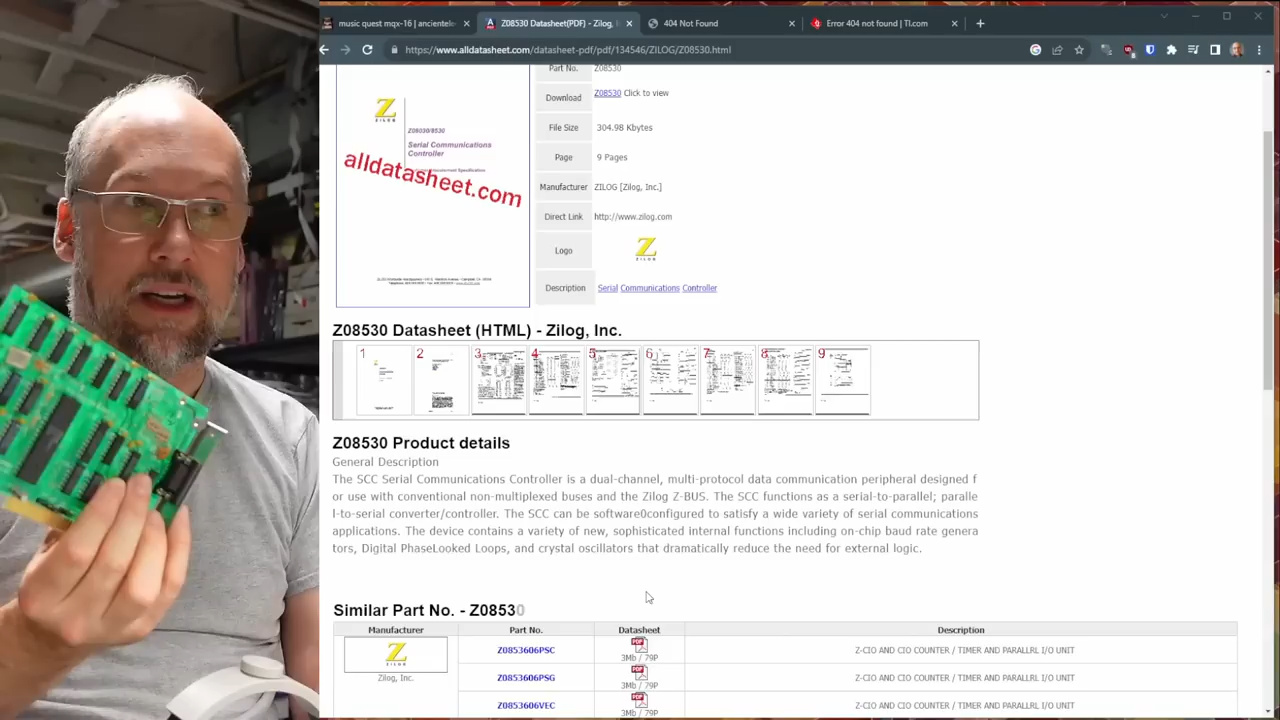 music quest mqx-16 | ancientele
Z08530 Datasheet(PDF) - Zilog,
404 Not Found
Error 404 not found | TI.com
https://www.alldatasheet.com/datasheet-pdf/pdf/134546/ZILOG/Z08530.html
Part No. Z08530
Download Z08530 Click to view
File Size 304.98 Kbytes
Page 9 Pages
Manufacturer ZILOG [Zilog, Inc.]
Direct Link http://www.zilog.com
Logo Z
Description Serial Communications Controller
Z
ZILOG
Z08030/8530
Serial Communications
Controller
alldatasheet.com
Z08530 Datasheet (HTML) - Zilog, Inc.
1 2 3 4 5 6 7 8 9
Z08530 Product details
General Description
The SCC Serial Communications Controller is a dual-channel, multi-protocol data communication peripheral designed f
or use with conventional non-multiplexed buses and the Zilog Z-BUS. The SCC functions as a serial-to-parallel; paralle
l-to-serial converter/controller. The SCC can be software0configured to satisfy a wide variety of serial communications
applications. The device contains a variety of new, sophisticated internal functions including on-chip baud rate genera
tors, Digital PhaseLooked Loops, and crystal oscillators that dramatically reduce the need for external logic.
Similar Part No. - Z08530
Manufacturer Part No. Datasheet Description
Z Z0853606PSC PDF 3Mb / 79P Z-CIO AND CIO COUNTER / TIMER AND PARALLRL I/O UNIT
Zilog, Inc. Z0853606PSG PDF 3Mb / 79P Z-CIO AND CIO COUNTER / TIMER AND PARALLRL I/O UNIT
Z0853606VEC PDF 3Mb / 79P Z-CIO AND CIO COUNTER / TIMER AND PARALLRL I/O UNIT